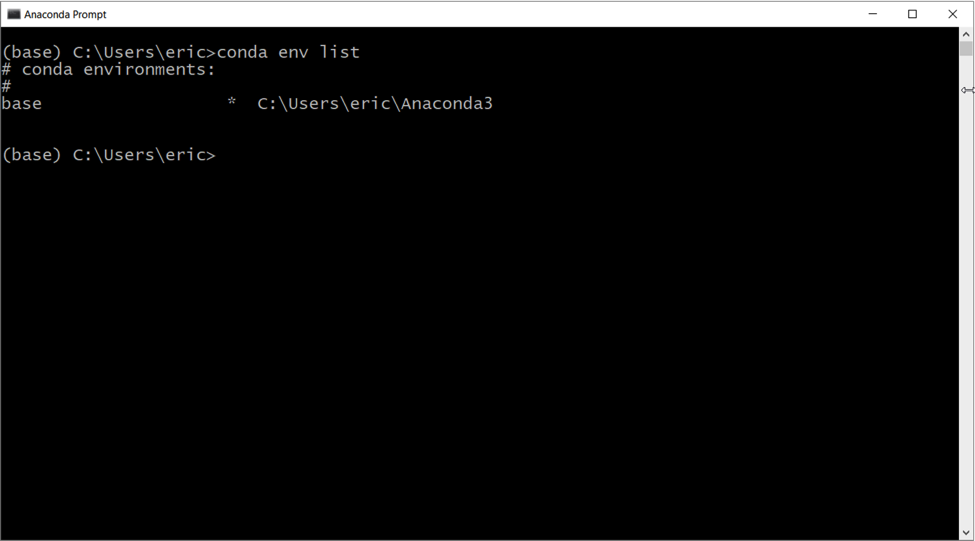 Anaconda Prompt
(base) C:\Users\eric>conda env list
# conda environments:
#
base                  *  C:\Users\eric\Anaconda3
(base) C:\Users\eric>